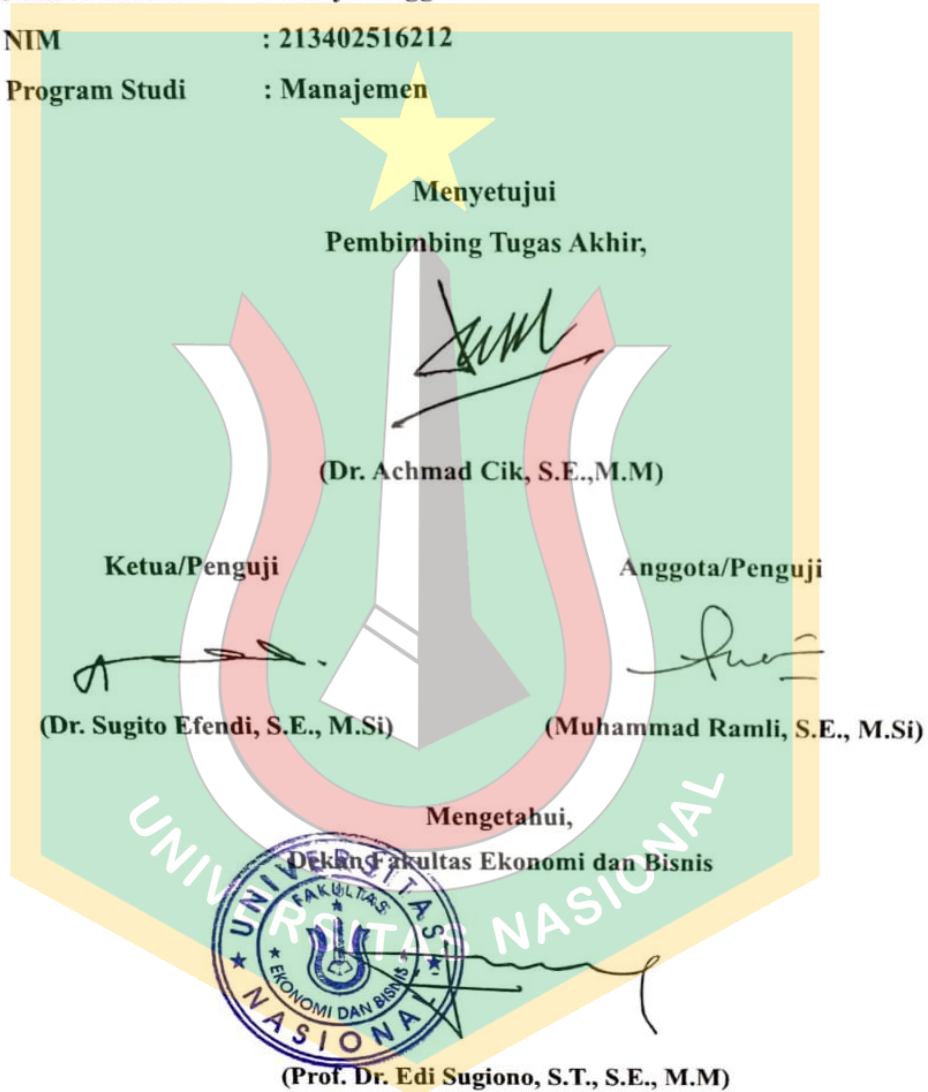 NIM : 213402516212
Program Studi : Manajemen
Menyetujui
Pembimbing Tugas Akhir,
(Dr. Achmad Cik, S.E.,M.M)
Ketua/Penguji Anggota/Penguji
(Dr. Sugito Efendi, S.E., M.Si) (Muhammad Ramli, S.E., M.Si)
Mengetahui,
Dekan Fakultas Ekonomi dan Bisnis
UNIVERSITAS NASIONAL
UNIVERSITAS NASIONAL
FAKULTAS
EKONOMI DAN BISNIS
(Prof. Dr. Edi Sugiono, S.T., S.E., M.M)